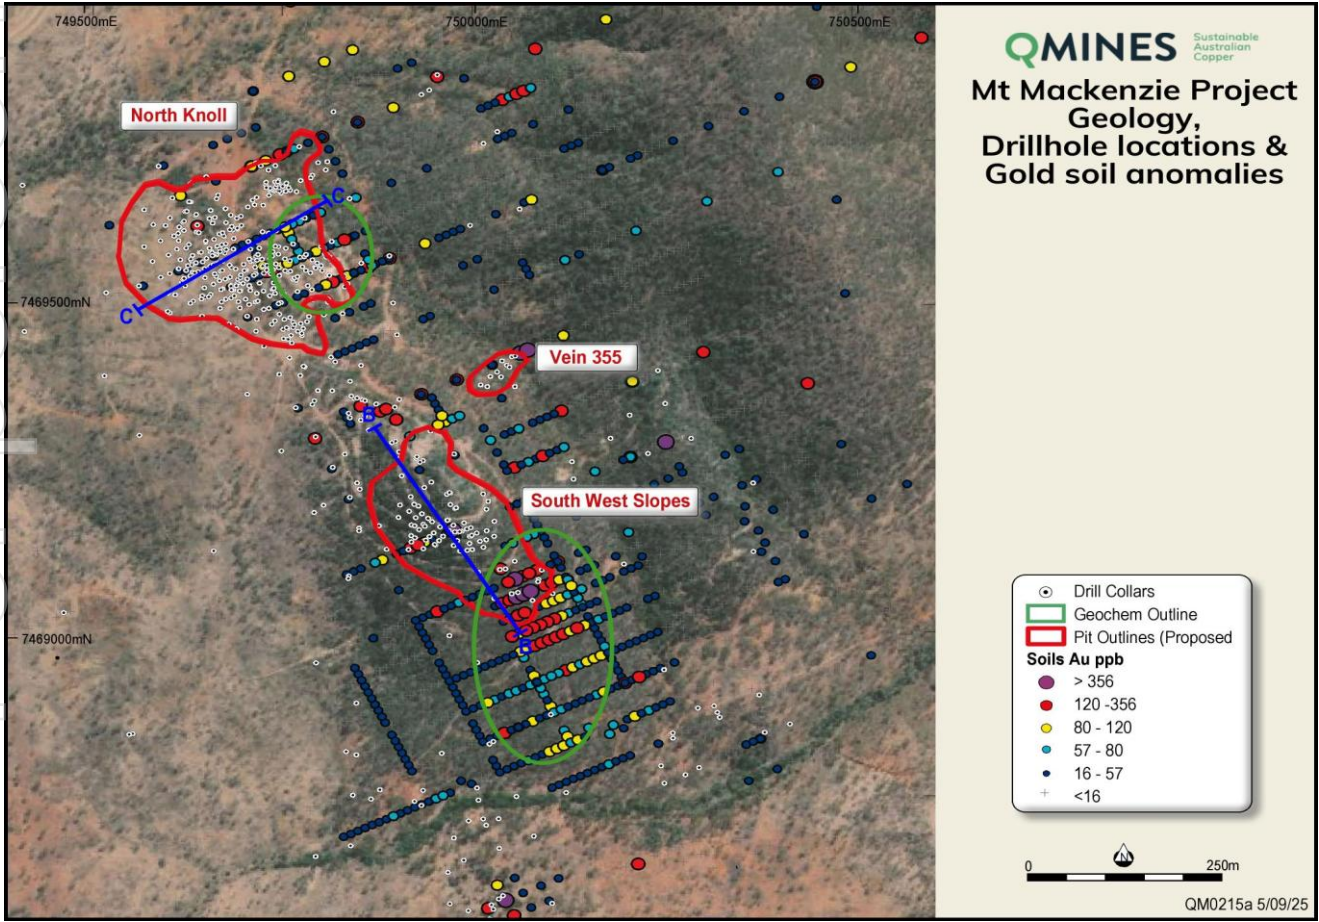 749500mE
750000mE
750500mE
North Knoll
C
C
7469500mN
Vein 355
B
South West Slopes
7469000mN
B
QMINES
Sustainable
Australian
Copper
Mt Mackenzie Project
Geology,
Drillhole locations &
Gold soil anomalies
Drill Collars
Geochem Outline
Pit Outlines (Proposed
Soils Au ppb
> 356
120 -356
80 - 120
57 - 80
16 - 57
<16
N
0 250m
QM0215a 5/09/25